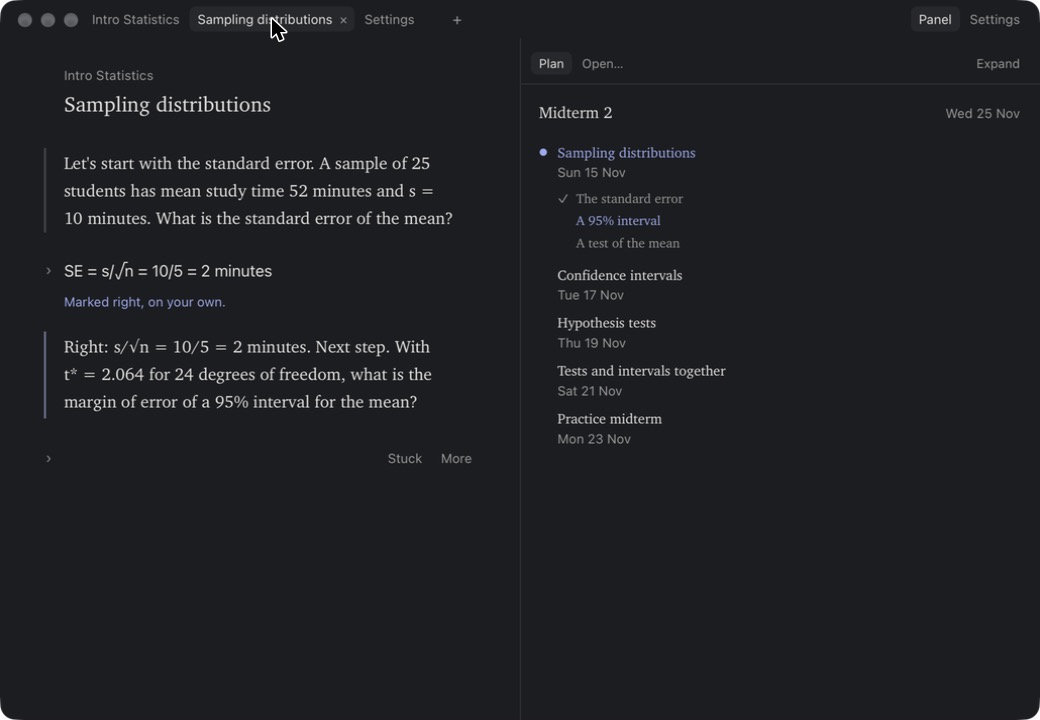 Intro Statistics
Sampling distributions ×
Settings
+
Panel
Settings
Intro Statistics
Sampling distributions
Let's start with the standard error. A sample of 25
students has mean study time 52 minutes and s =
10 minutes. What is the standard error of the mean?
› SE = s/√n = 10/5 = 2 minutes
Marked right, on your own.
Right: s/√n = 10/5 = 2 minutes. Next step. With
t* = 2.064 for 24 degrees of freedom, what is the
margin of error of a 95% interval for the mean?
›
Stuck
More
Plan
Open...
Expand
Midterm 2
Wed 25 Nov
Sampling distributions
Sun 15 Nov
✓ The standard error
A 95% interval
A test of the mean
Confidence intervals
Tue 17 Nov
Hypothesis tests
Thu 19 Nov
Tests and intervals together
Sat 21 Nov
Practice midterm
Mon 23 Nov